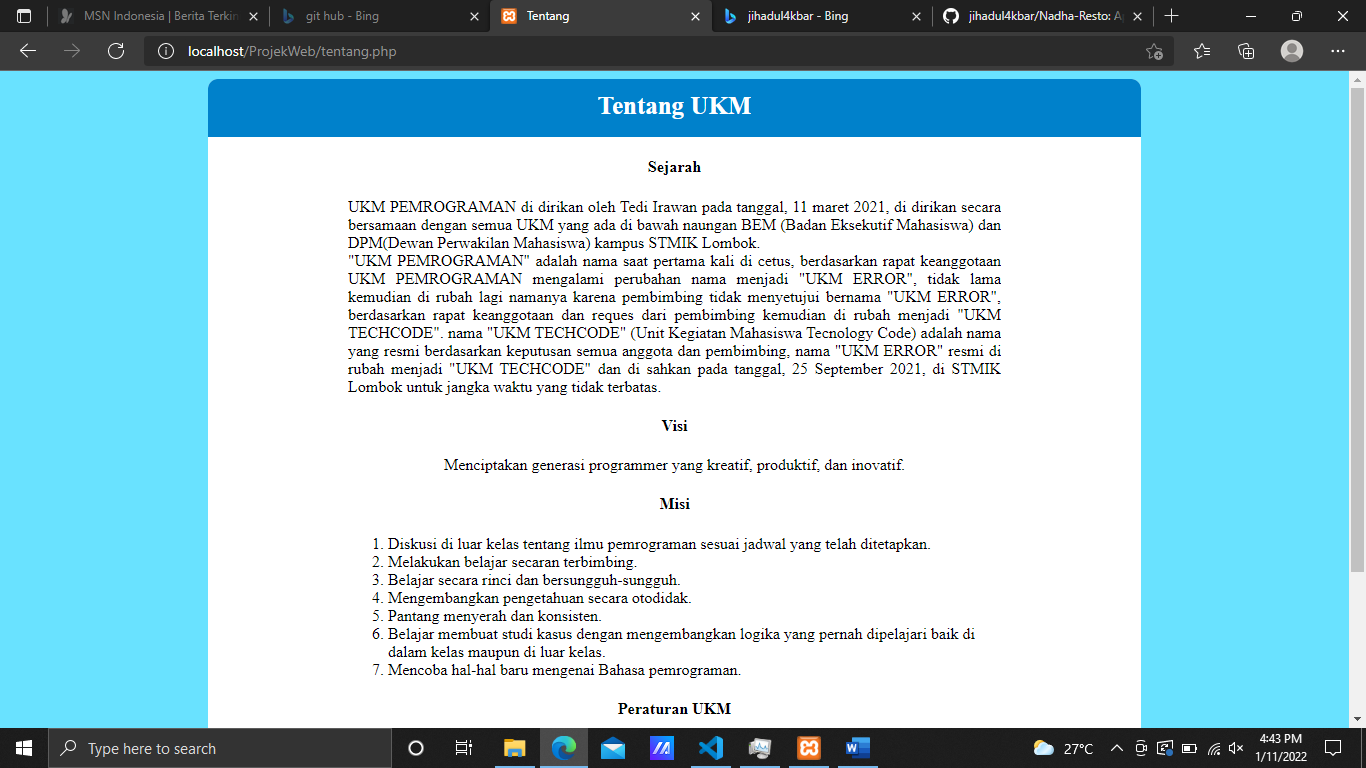 MSN Indonesia | Berita Terkin
git hub - Bing
Tentang
jihadul4kbar - Bing
jihadul4kbar/Nadha-Resto: A
localhost/ProjekWeb/tentang.php
Tentang UKM
Sejarah
UKM PEMROGRAMAN di dirikan oleh Tedi Irawan pada tanggal, 11 maret 2021, di dirikan secara
bersamaan dengan semua UKM yang ada di bawah naungan BEM (Badan Eksekutif Mahasiswa) dan
DPM(Dewan Perwakilan Mahasiswa) kampus STMIK Lombok.
"UKM PEMROGRAMAN" adalah nama saat pertama kali di cetus, berdasarkan rapat keanggotaan
UKM PEMROGRAMAN mengalami perubahan nama menjadi "UKM ERROR", tidak lama
kemudian di rubah lagi namanya karena pembimbing tidak menyetujui bernama "UKM ERROR",
berdasarkan rapat keanggotaan dan reques dari pembimbing kemudian di rubah menjadi "UKM
TECHCODE". nama "UKM TECHCODE" (Unit Kegiatan Mahasiswa Tecnology Code) adalah nama
yang resmi berdasarkan keputusan semua anggota dan pembimbing, nama "UKM ERROR" resmi di
rubah menjadi "UKM TECHCODE" dan di sahkan pada tanggal, 25 September 2021, di STMIK
Lombok untuk jangka waktu yang tidak terbatas.
Visi
Menciptakan generasi programmer yang kreatif, produktif, dan inovatif.
Misi
1. Diskusi di luar kelas tentang ilmu pemrograman sesuai jadwal yang telah ditetapkan.
2. Melakukan belajar secaran terbimbing.
3. Belajar secara rinci dan bersungguh-sungguh.
4. Mengembangkan pengetahuan secara otodidak.
5. Pantang menyerah dan konsisten.
6. Belajar membuat studi kasus dengan mengembangkan logika yang pernah dipelajari baik di
dalam kelas maupun di luar kelas.
7. Mencoba hal-hal baru mengenai Bahasa pemrograman.
Peraturan UKM
Type here to search
27°C
4:43 PM
1/11/2022